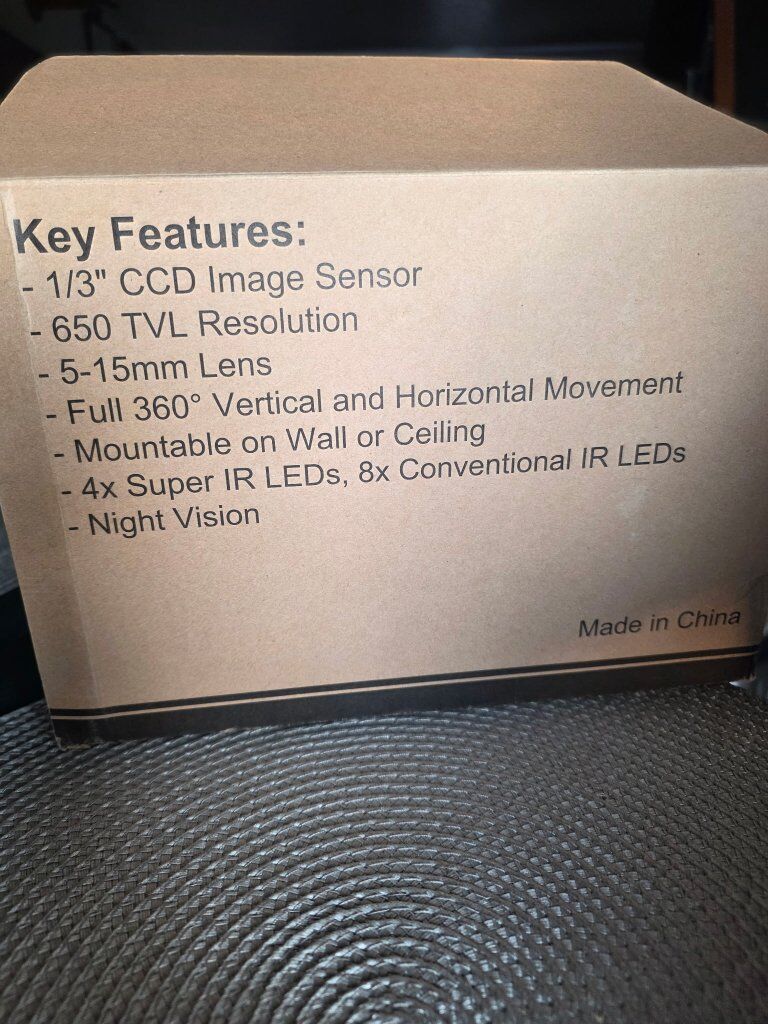 Key Features:
- 1/3" CCD Image Sensor
- 650 TVL Resolution
- 5-15mm Lens
- Full 360° Vertical and Horizontal Movement
- Mountable on Wall or Ceiling
- 4x Super IR LEDs, 8x Conventional IR LEDs
- Night Vision
Made in China